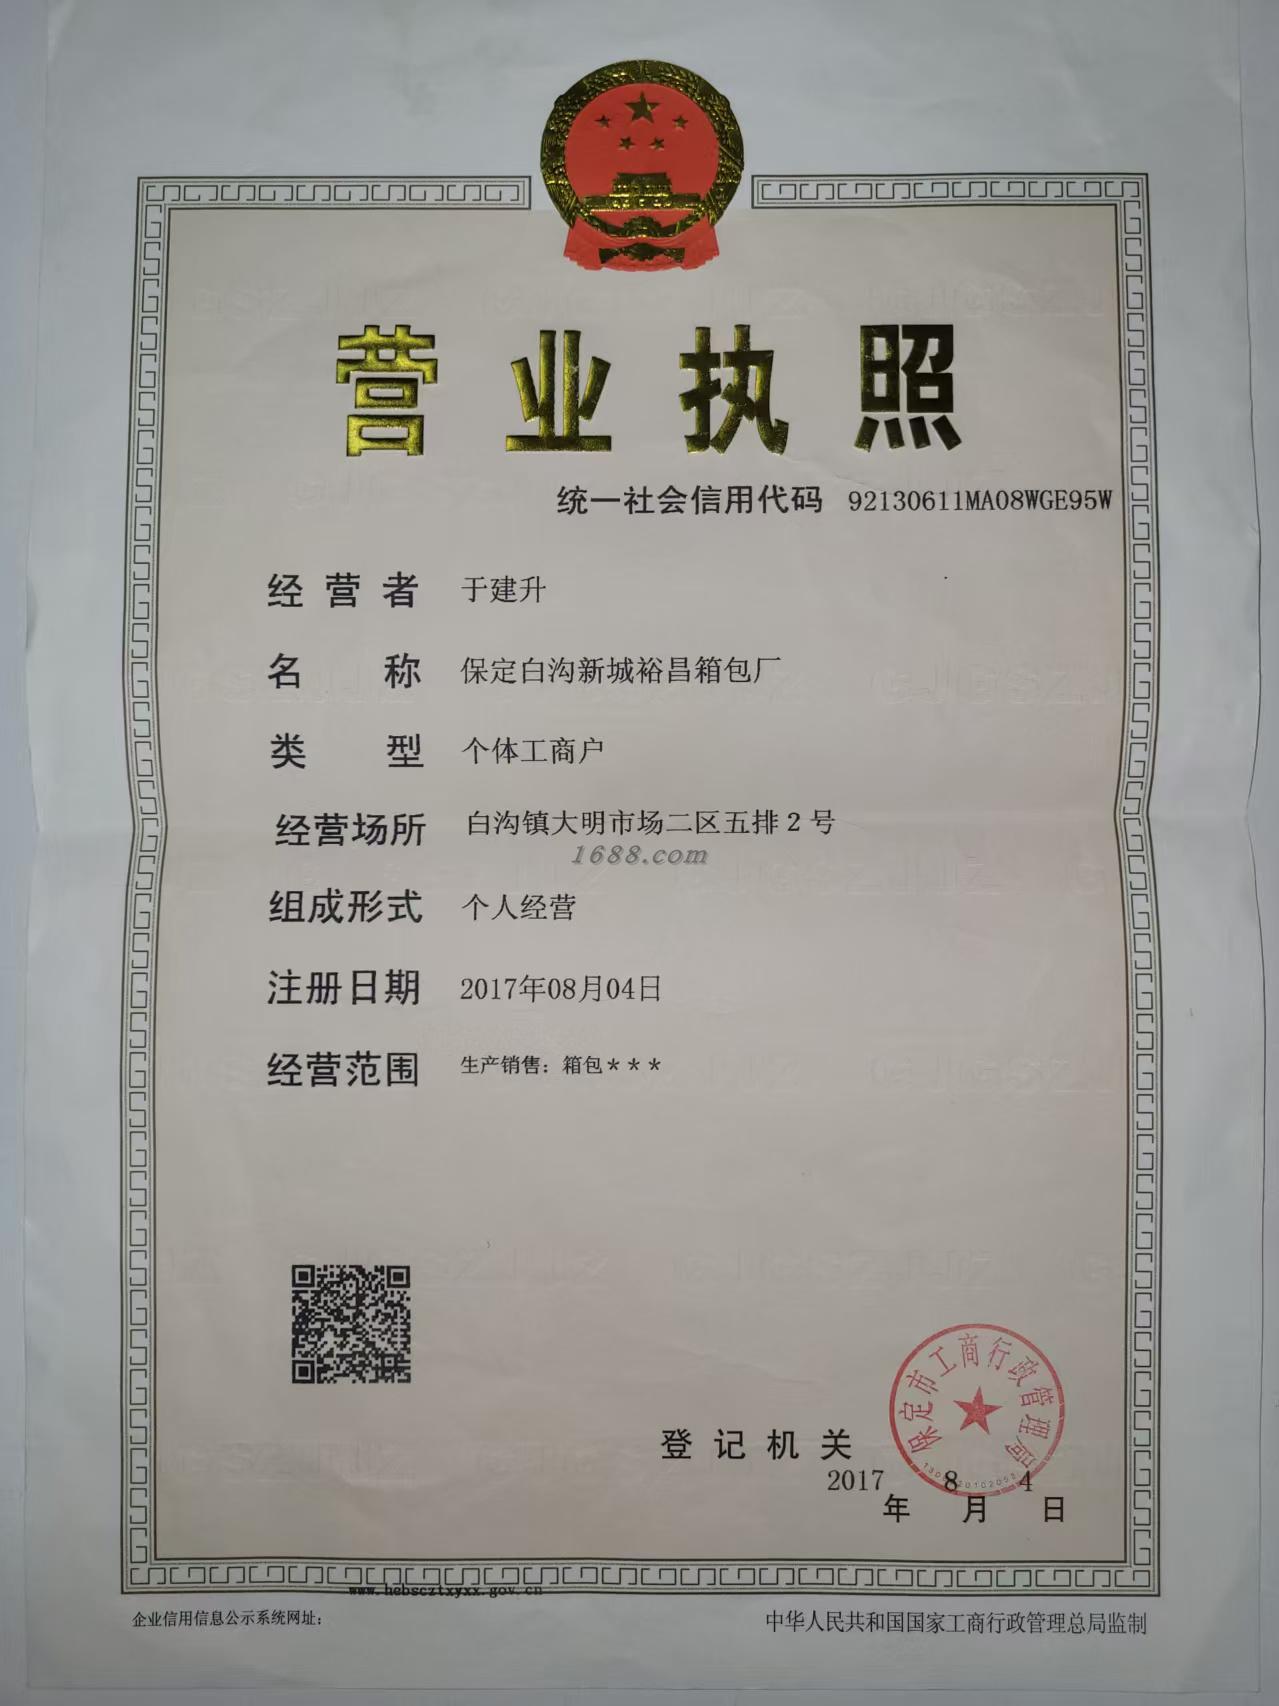 营业执照
统一社会信用代码 92130611MA08WGE95W
经营者 于建升
名称 保定白沟新城裕昌箱包厂
类型 个体工商户
经营场所 白沟镇大明市场二区五排2号
1688.com
组成形式 个人经营
注册日期 2017年08月04日
经营范围 生产销售：箱包***
保定市工商行政管理局
登记机关
2017年8月4日
www.hebscztxyxx.gov.cn
企业信用信息公示系统网址：
中华人民共和国国家工商行政管理总局监制